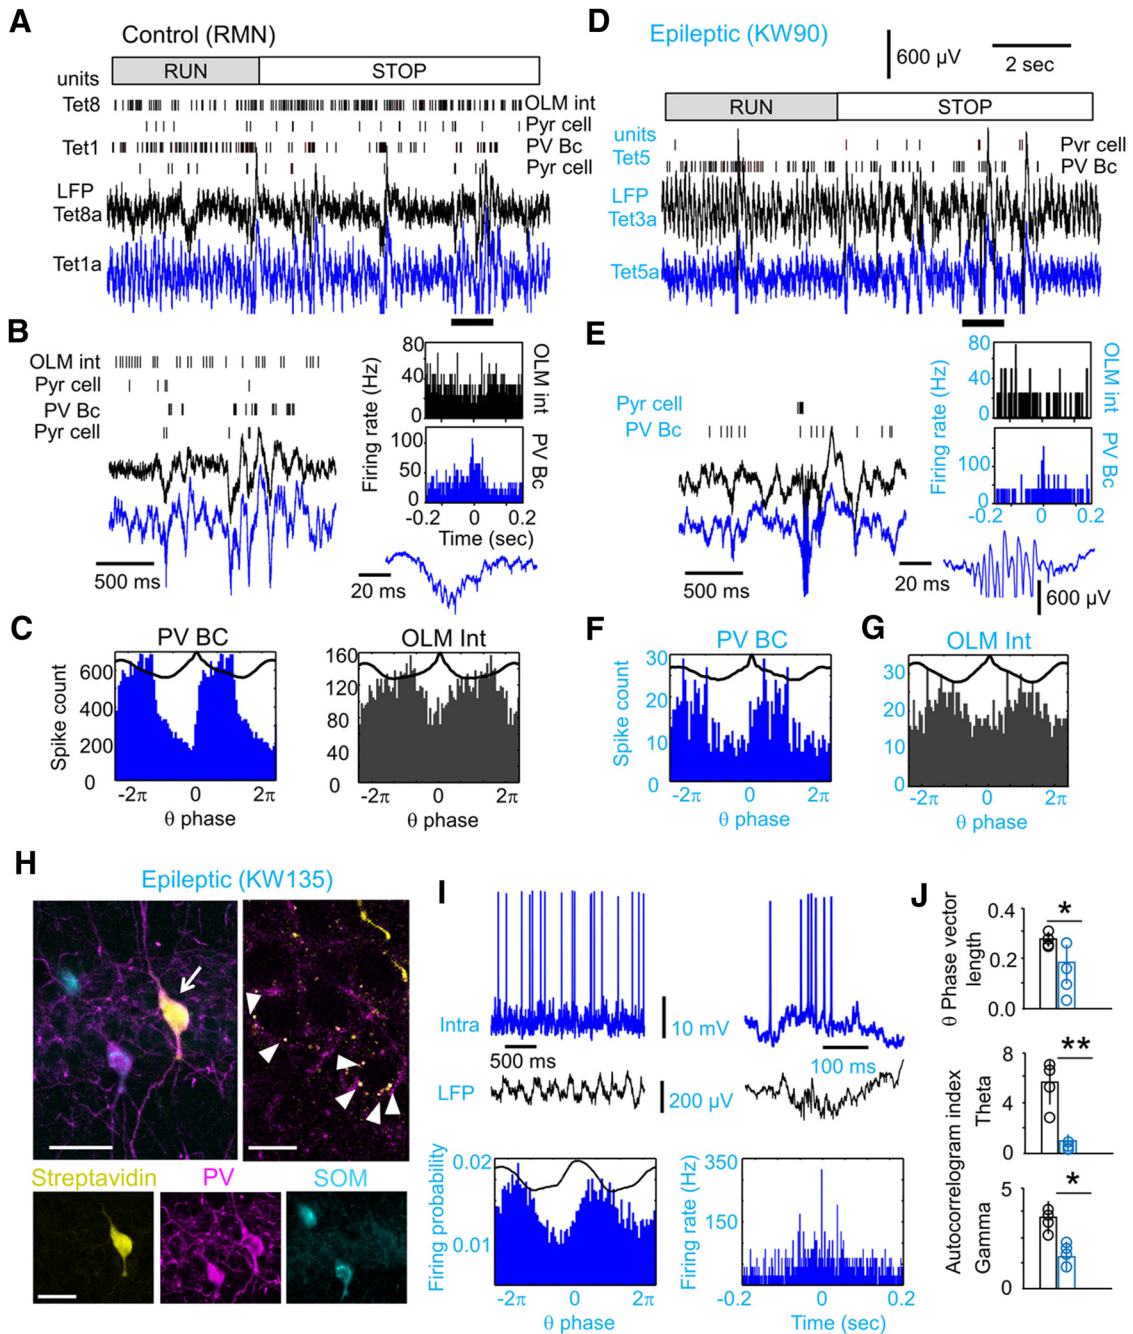 A
Control (RMN)
RUN
STOP
units
Tet8
OLM int
Pyr cell
Tet1
PV Bc
Pyr cell
LFP
Tet8a
Tet1a
D
Epileptic (KW90)
600 µV
2 sec
RUN
STOP
units
Tet5
Pyr cell
PV Bc
LFP
Tet3a
Tet5a
B
OLM int
Pyr cell
PV Bc
Pyr cell
500 ms
80
40
0
OLM int
Firing rate (Hz)
100
50
0
PV Bc
-0.2 0 0.2
Time (sec)
20 ms
E
Pyr cell
PV Bc
500 ms
80
40
0
OLM int
Firing rate (Hz)
100
0
PV Bc
-0.2 0 0.2
20 ms
600 µV
C
PV BC
Spike count
600
400
200
0
-2π 0 2π
θ phase
OLM Int
160
120
80
40
0
-2π 0 2π
θ phase
F
PV BC
Spike count
30
20
10
0
-2π 0 2π
θ phase
G
OLM Int
30
20
10
0
-2π 0 2π
θ phase
H
Epileptic (KW135)
Streptavidin
PV
SOM
I
Intra
10 mV
500 ms
100 ms
LFP
200 µV
Firing probability
0.02
0.01
-2π 0 2π
θ phase
Firing rate (Hz)
350
150
-0.2 0 0.2
Time (sec)
J
θ Phase vector
length
0.4
0.2
0.0
*
Autocorrelogram index
Theta
8
4
0
**
Gamma
5
0
*